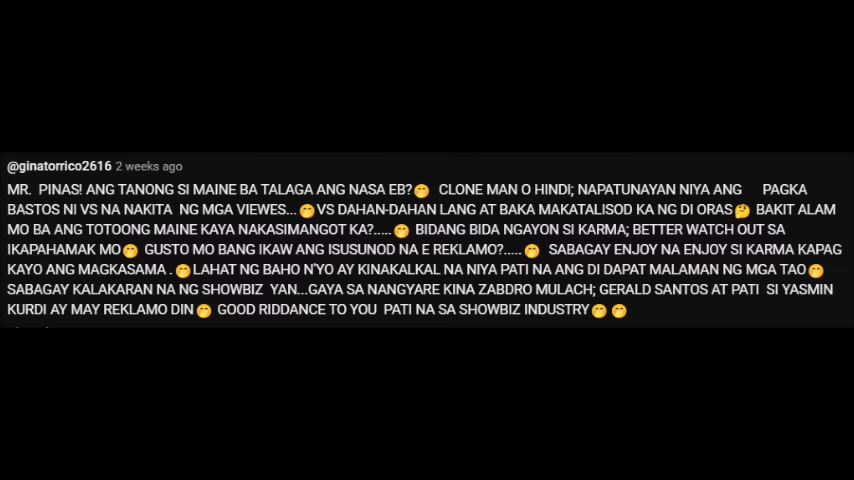 @ginatorrico2616 2 weeks ago
MR. PINAS! ANG TANONG SI MAINE BA TALAGA ANG NASA EB?🤭 CLONE MAN O HINDI; NAPATUNAYAN NIYA ANG PAGKA
BASTOS NI VS NA NAKITA NG MGA VIEWES...🤭VS DAHAN-DAHAN LANG AT BAKA MAKATALISOD KA NG DI ORAS🤔 BAKIT ALAM
MO BA ANG TOTOONG MAINE KAYA NAKASIMANGOT KA?.....🤭 BIDANG BIDA NGAYON SI KARMA; BETTER WATCH OUT SA
IKAPAHAMAK MO🤭 GUSTO MO BANG IKAW ANG ISUSUNOD NA E REKLAMO?.....🤭 SABAGAY ENJOY NA ENJOY SI KARMA KAPAG
KAYO ANG MAGKASAMA .🤭LAHAT NG BAHO N'YO AY KINAKALKAL NA NIYA PATI NA ANG DI DAPAT MALAMAN NG MGA TAO🤭
SABAGAY KALAKARAN NA NG SHOWBIZ YAN...GAYA SA NANGYARE KINA ZABDRO MULACH; GERALD SANTOS AT PATI SI YASMIN
KURDI AY MAY REKLAMO DIN🤭 GOOD RIDDANCE TO YOU PATI NA SA SHOWBIZ INDUSTRY🤭🤭